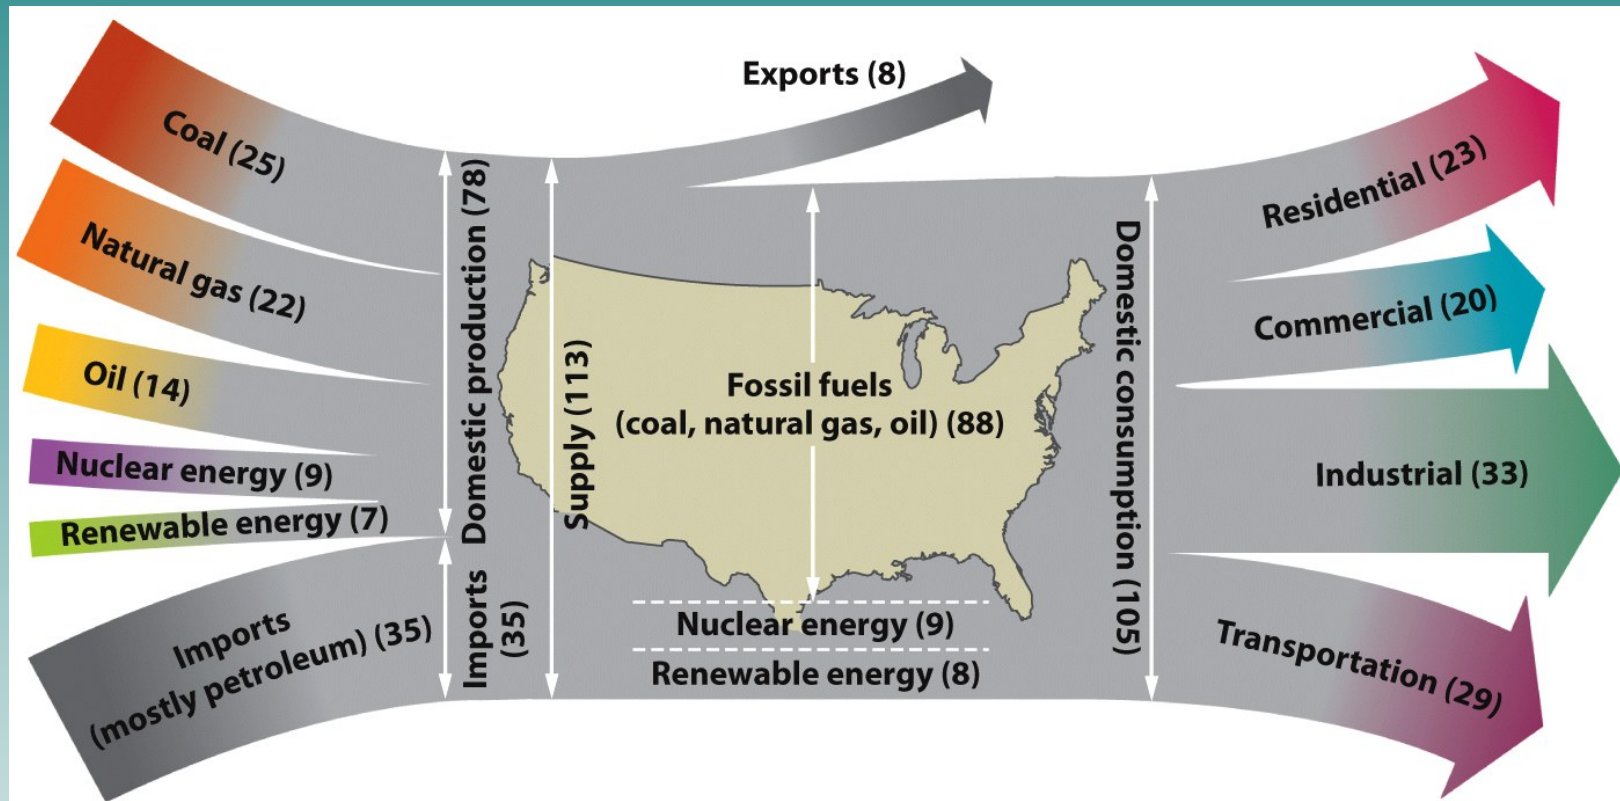 Coal (25)
Natural gas (22)
Oil (14)
Nuclear energy (9)
Renewable energy (7)
Imports
(mostly petroleum) (35)
Domestic production (78)
Imports
(35)
Supply (113)
Exports (8)
Fossil fuels
(coal, natural gas, oil) (88)
Nuclear energy (9)
Renewable energy (8)
Domestic consumption (105)
Residential (23)
Commercial (20)
Industrial (33)
Transportation (29)